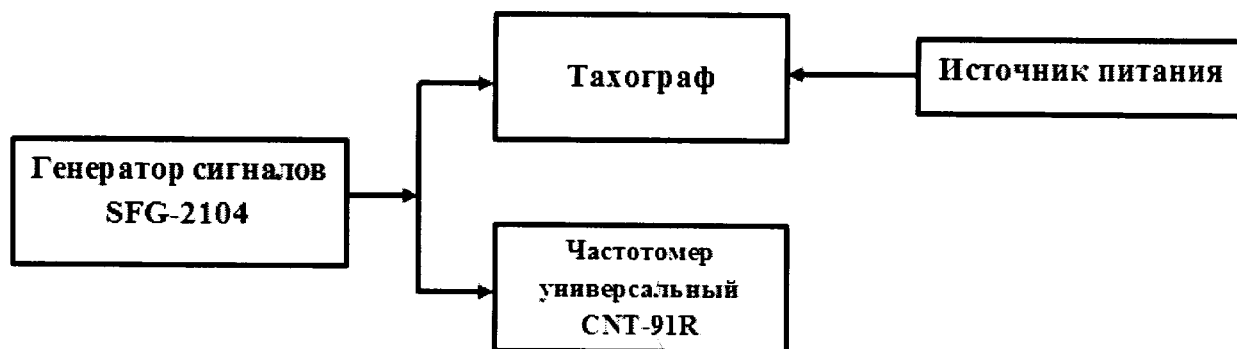 Тахограф
Источник питания
Генератор сигналов
SFG-2104
Частотомер
универсальный
CNT-91R